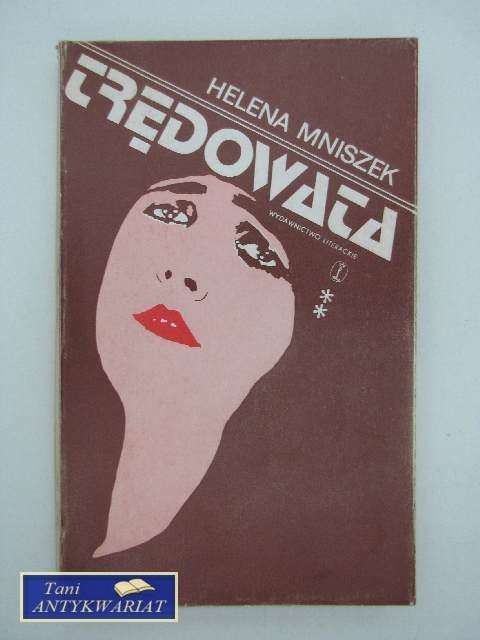 HELENA MNISZEK
TRĘDOWATA
WYDAWNICTWO LITERACKIE
**
Tani
ANTYKWARIAT